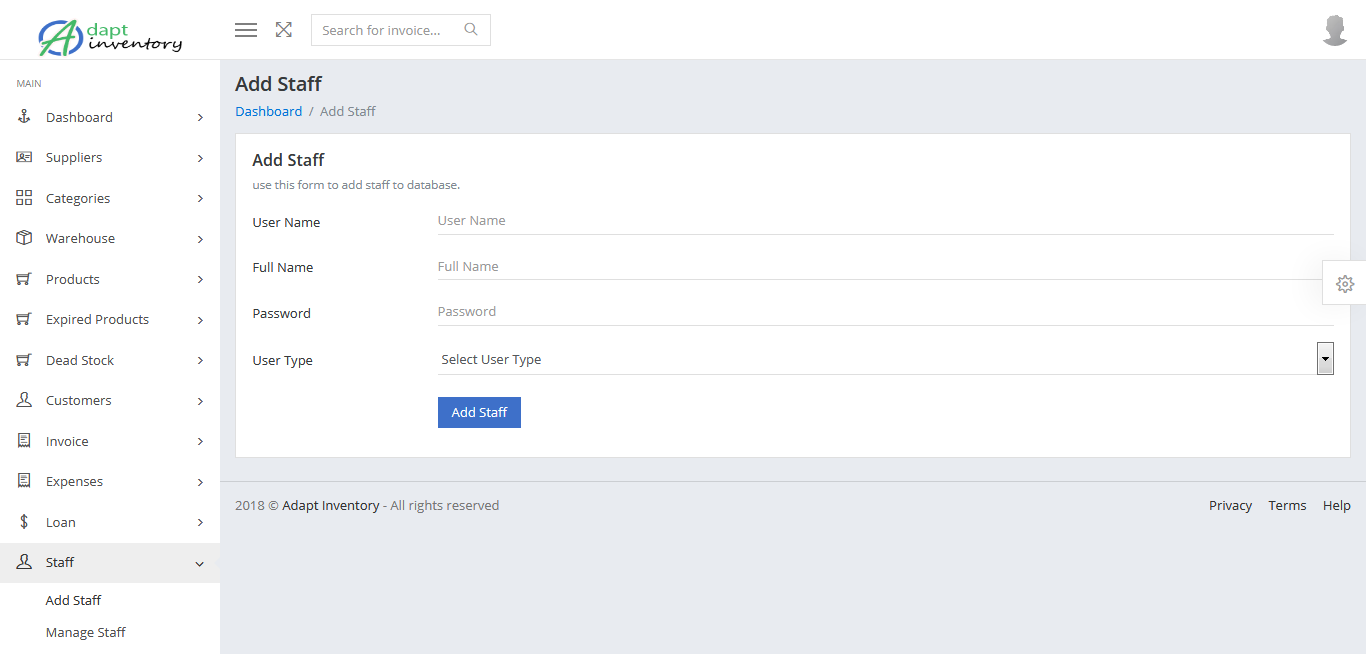 Adapt
inventory
Search for invoice...
MAIN
Dashboard
Suppliers
Categories
Warehouse
Products
Expired Products
Dead Stock
Customers
Invoice
Expenses
Loan
Staff
Add Staff
Manage Staff
Add Staff
Dashboard / Add Staff
Add Staff
use this form to add staff to database.
User Name User Name
Full Name Full Name
Password Password
User Type Select User Type
Add Staff
2018 © Adapt Inventory - All rights reserved Privacy Terms Help